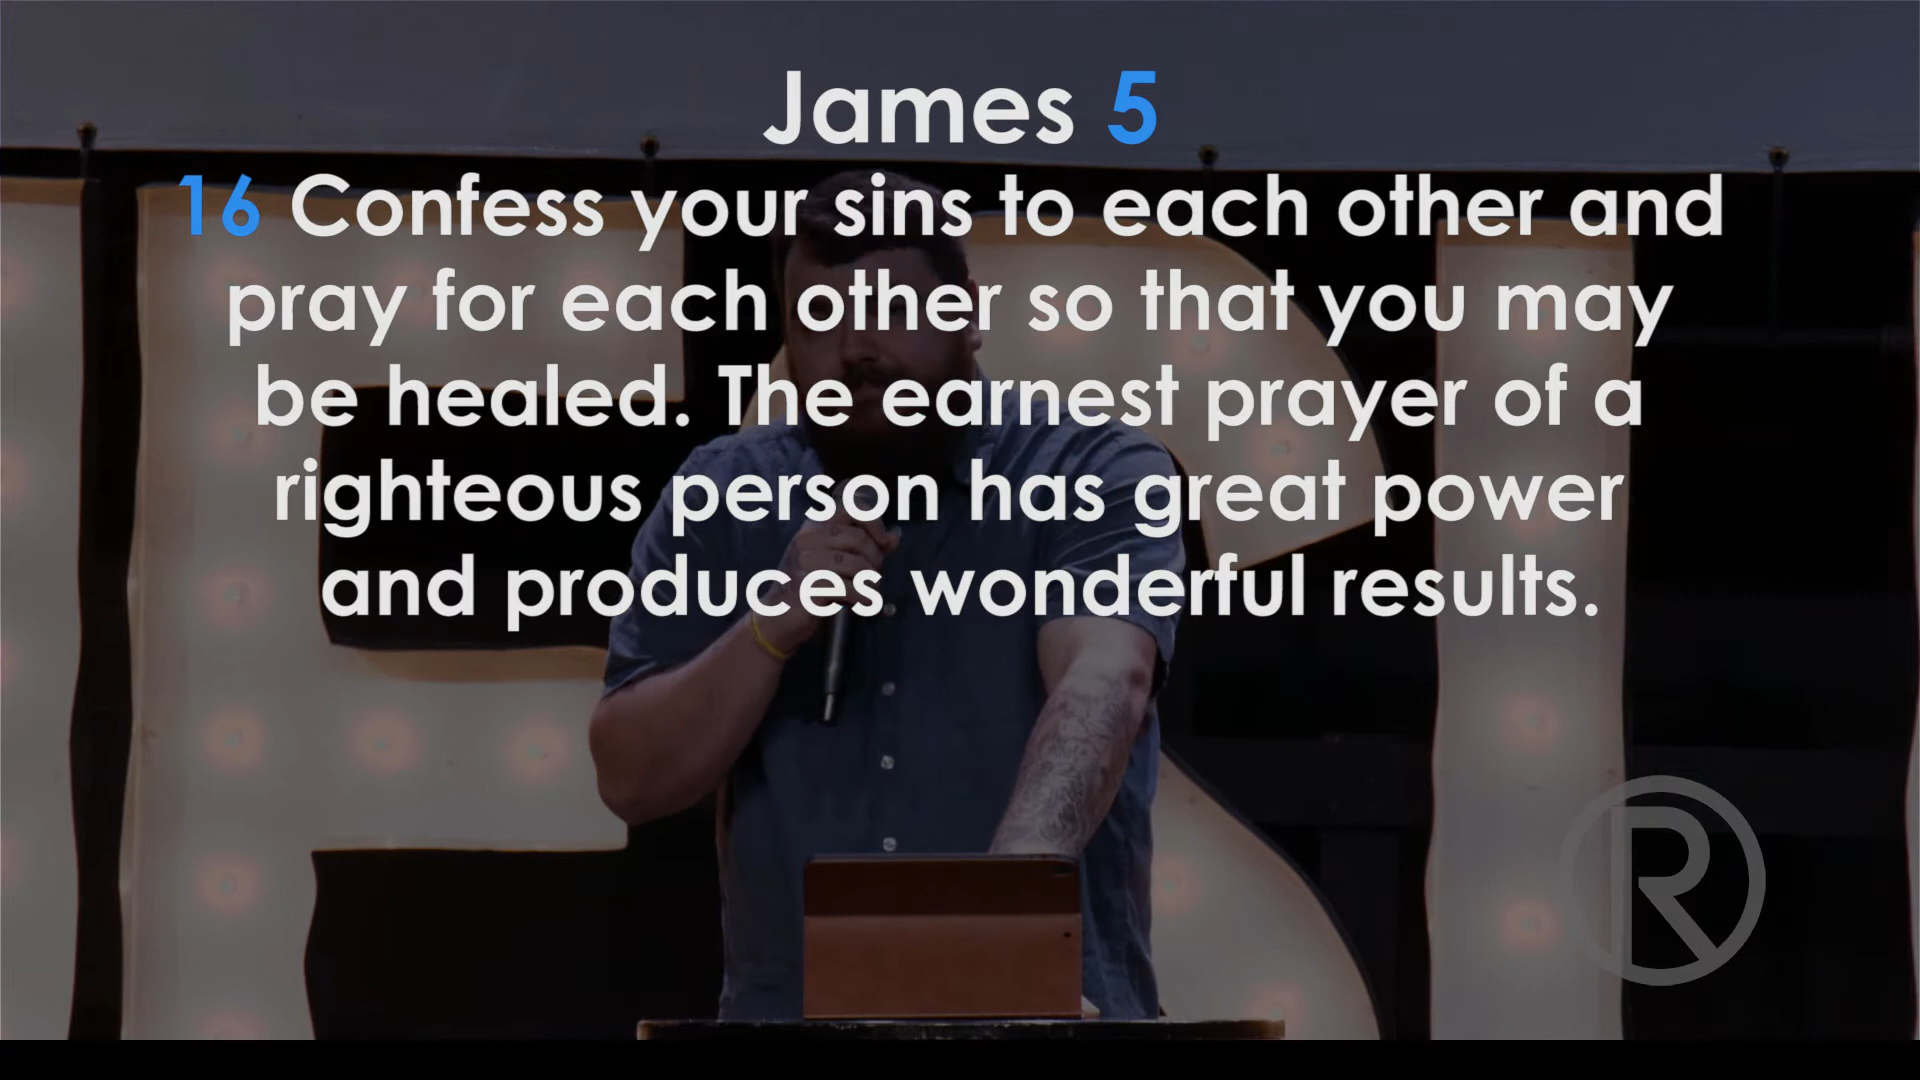 James 5
16 Confess your sins to each other and
pray for each other so that you may
be healed. The earnest prayer of a
righteous person has great power
and produces wonderful results.
R